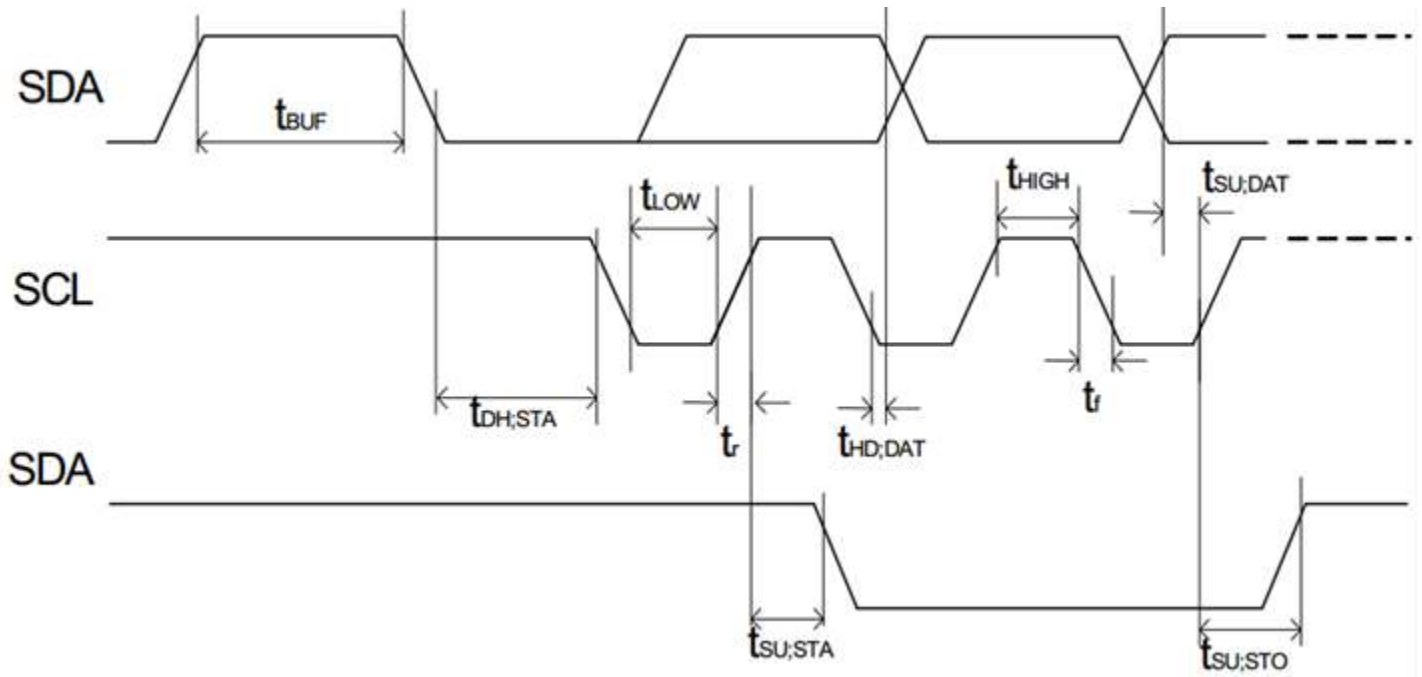 SDA
tBUF
tLOW
tHIGH
tSU;DAT
SCL
tDH;STA
tr
tHD;DAT
tf
SDA
tSU;STA
tSU;STO